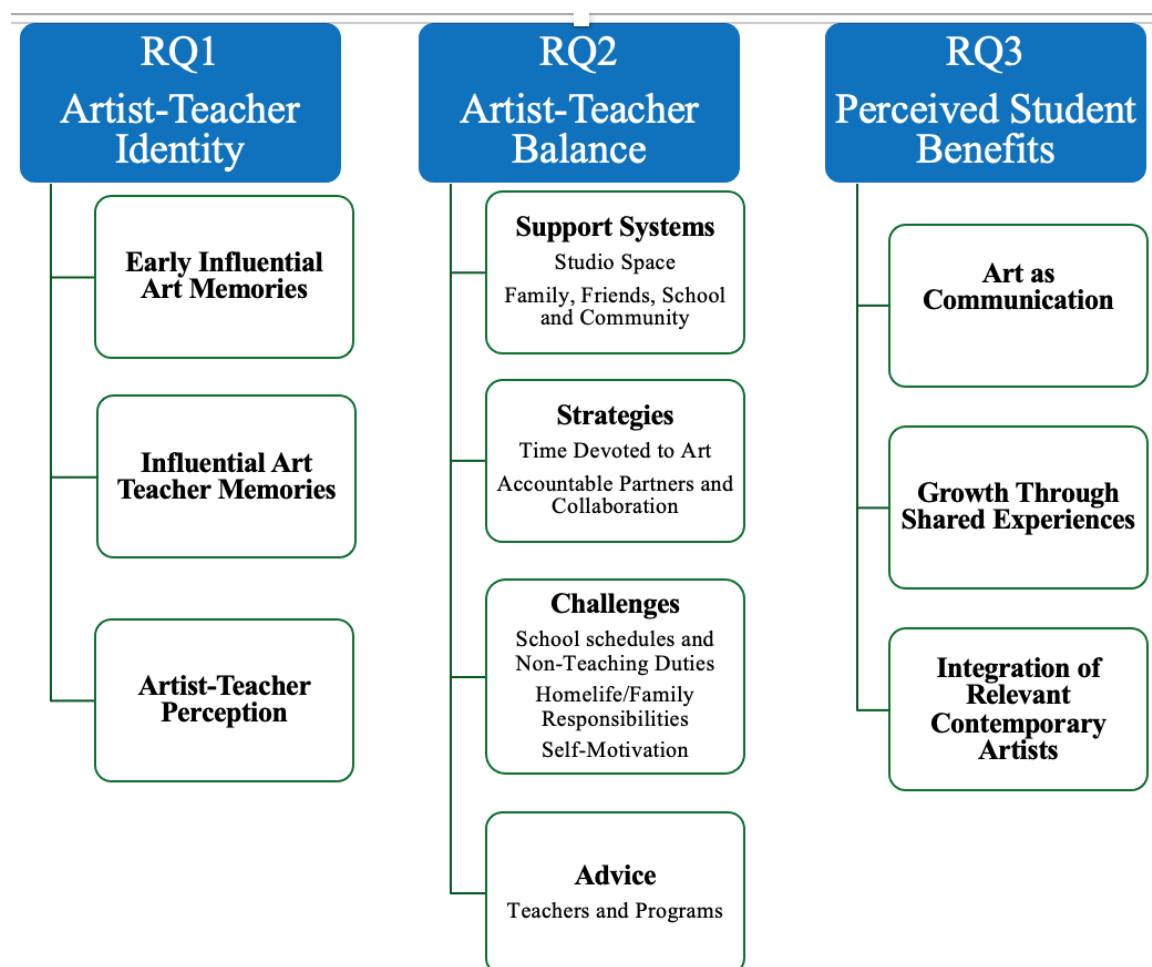 RQ1
Artist-Teacher
Identity
Early Influential
Art Memories
Influential Art
Teacher Memories
Artist-Teacher
Perception
RQ2
Artist-Teacher
Balance
Support Systems
Studio Space
Family, Friends, School
and Community
Strategies
Time Devoted to Art
Accountable Partners and
Collaboration
Challenges
School schedules and
Non-Teaching Duties
Homelife/Family
Responsibilities
Self-Motivation
Advice
Teachers and Programs
RQ3
Perceived Student
Benefits
Art as
Communication
Growth Through
Shared Experiences
Integration of
Relevant
Contemporary
Artists